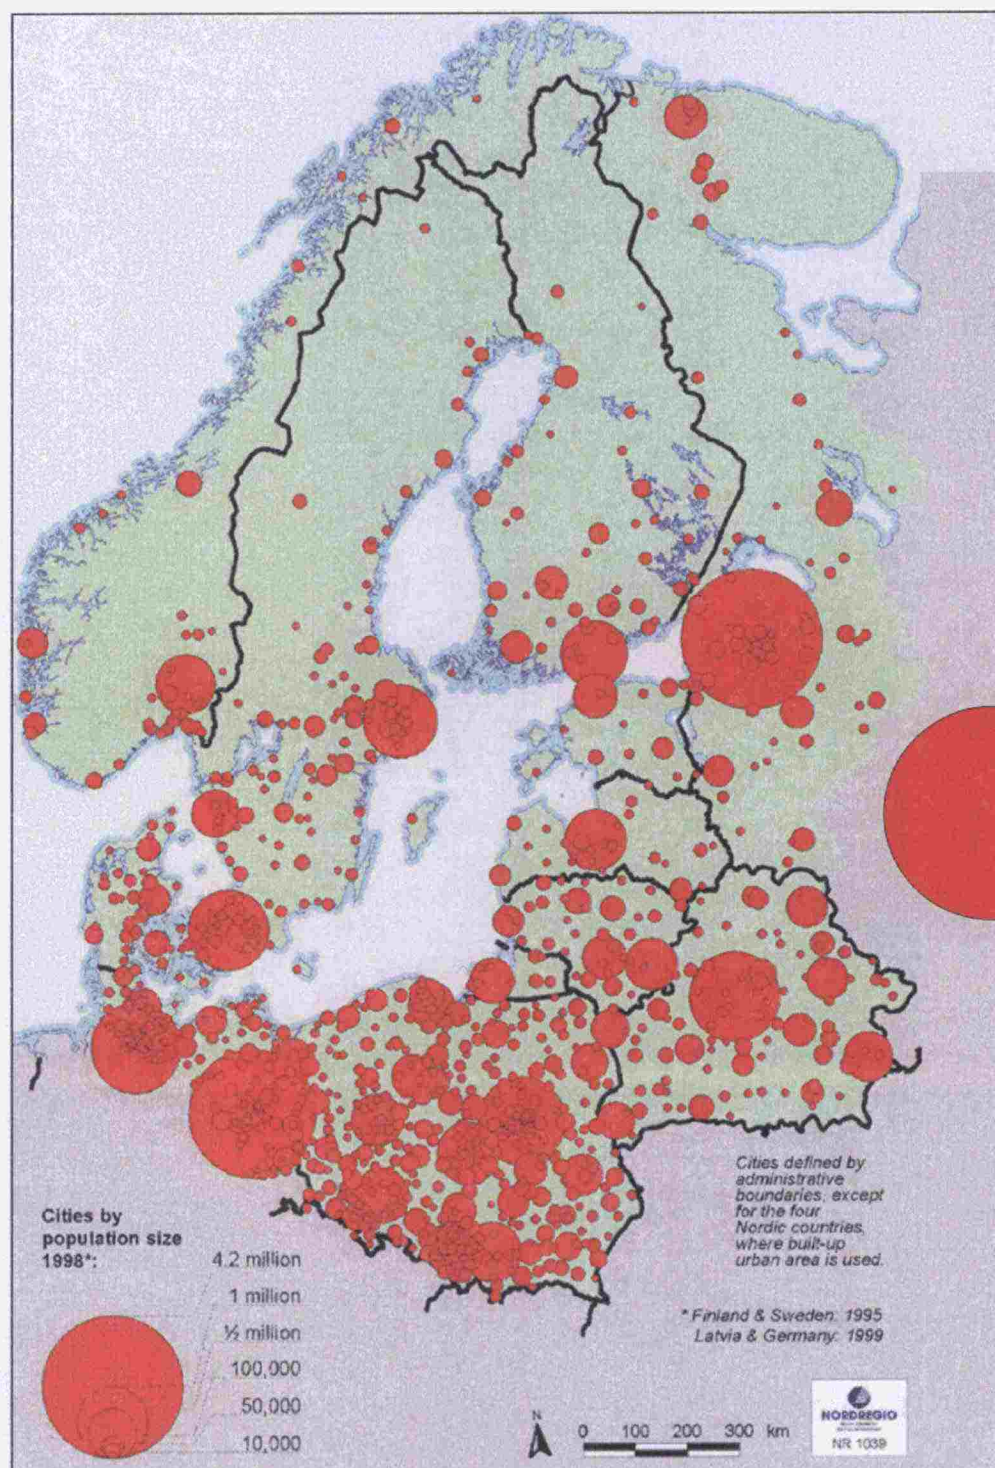 Cities defined by
administrative
boundaries, except
for the four
Nordic countries,
where built-up
urban area is used.
Cities by
population size
1998*:
4.2 million
1 million
½ million
100,000
50,000
10,000
* Finland & Sweden: 1995
Latvia & Germany: 1999
N
0 100 200 300 km
NORDREGIO
NR 1039